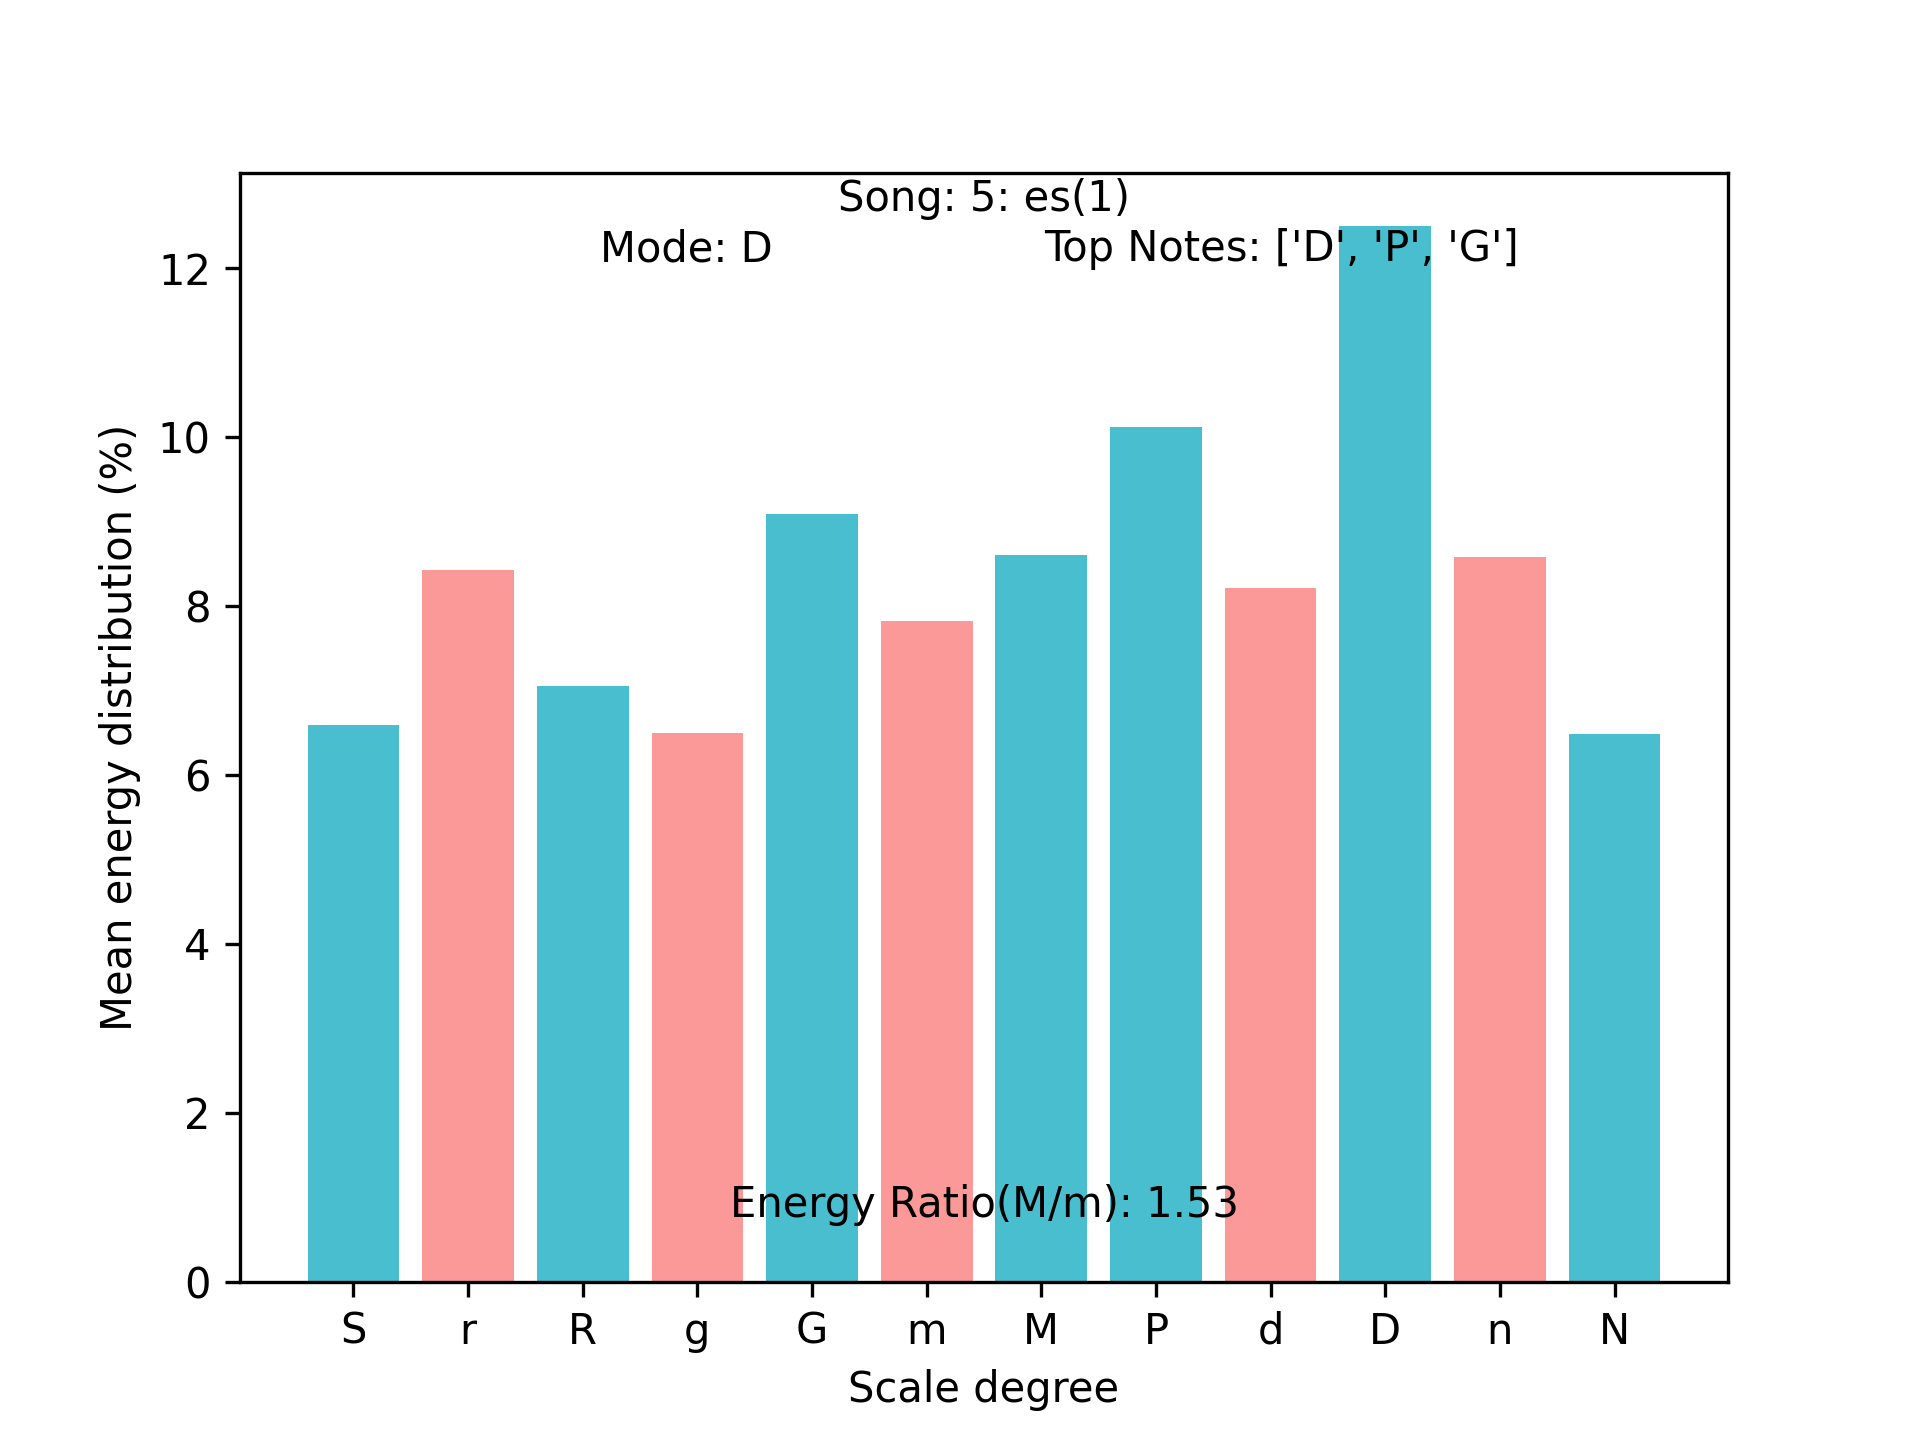 Song: 5: es(1)
Mode: D
Top Notes: ['D', 'P', 'G']
12
10
8
6
4
2
0
Mean energy distribution (%)
Energy Ratio(M/m): 1.53
S r R g G m M P d D n N
Scale degree